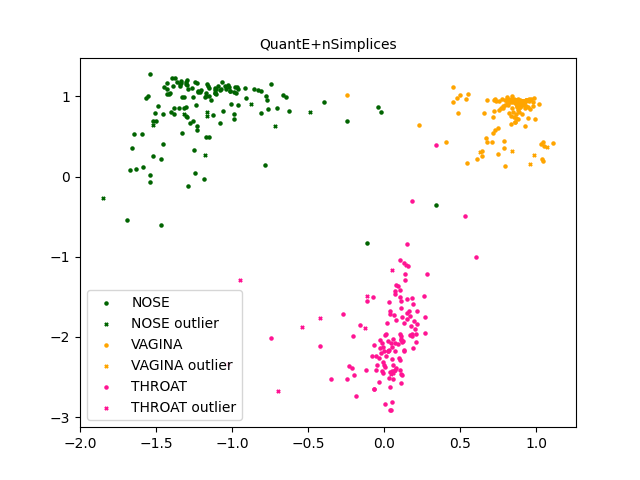 QuantE+nSimplices
1
0
−1
−2
−3
NOSE
NOSE outlier
VAGINA
VAGINA outlier
THROAT
THROAT outlier
−2.0 −1.5 −1.0 −0.5 0.0 0.5 1.0